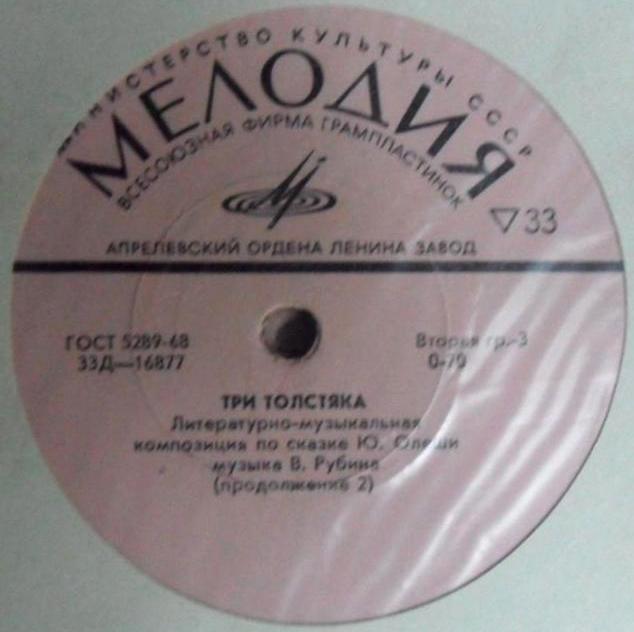 МИНИСТЕРСТВО КУЛЬТУРЫ СССР
МЕЛОДИЯ
ВСЕСОЮЗНАЯ ФИРМА ГРАМПЛАСТИНОК
▽33
АПРЕЛЕВСКИЙ ОРДЕНА ЛЕНИНА ЗАВОД
ГОСТ 5289-68
Вторая гр.-3
33Д—16877
0-70
ТРИ ТОЛСТЯКА
Литературно-музыкальная
композиция по сказке Ю. Олеши
музыка В. Рубина
(продолжение 2)